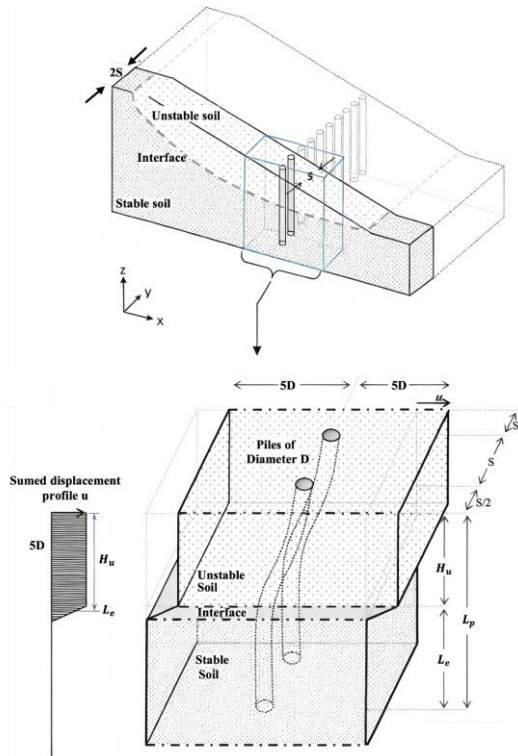 2S
Unstable soil
Interface
S
Stable soil
z
y
x
5D
5D
u
S
Piles of
Diameter D
S
Sumed displacement
profile u
S/2
5D
H_u
H_u
Unstable
Soil
L_e
Interface
L_p
Stable
Soil
L_e